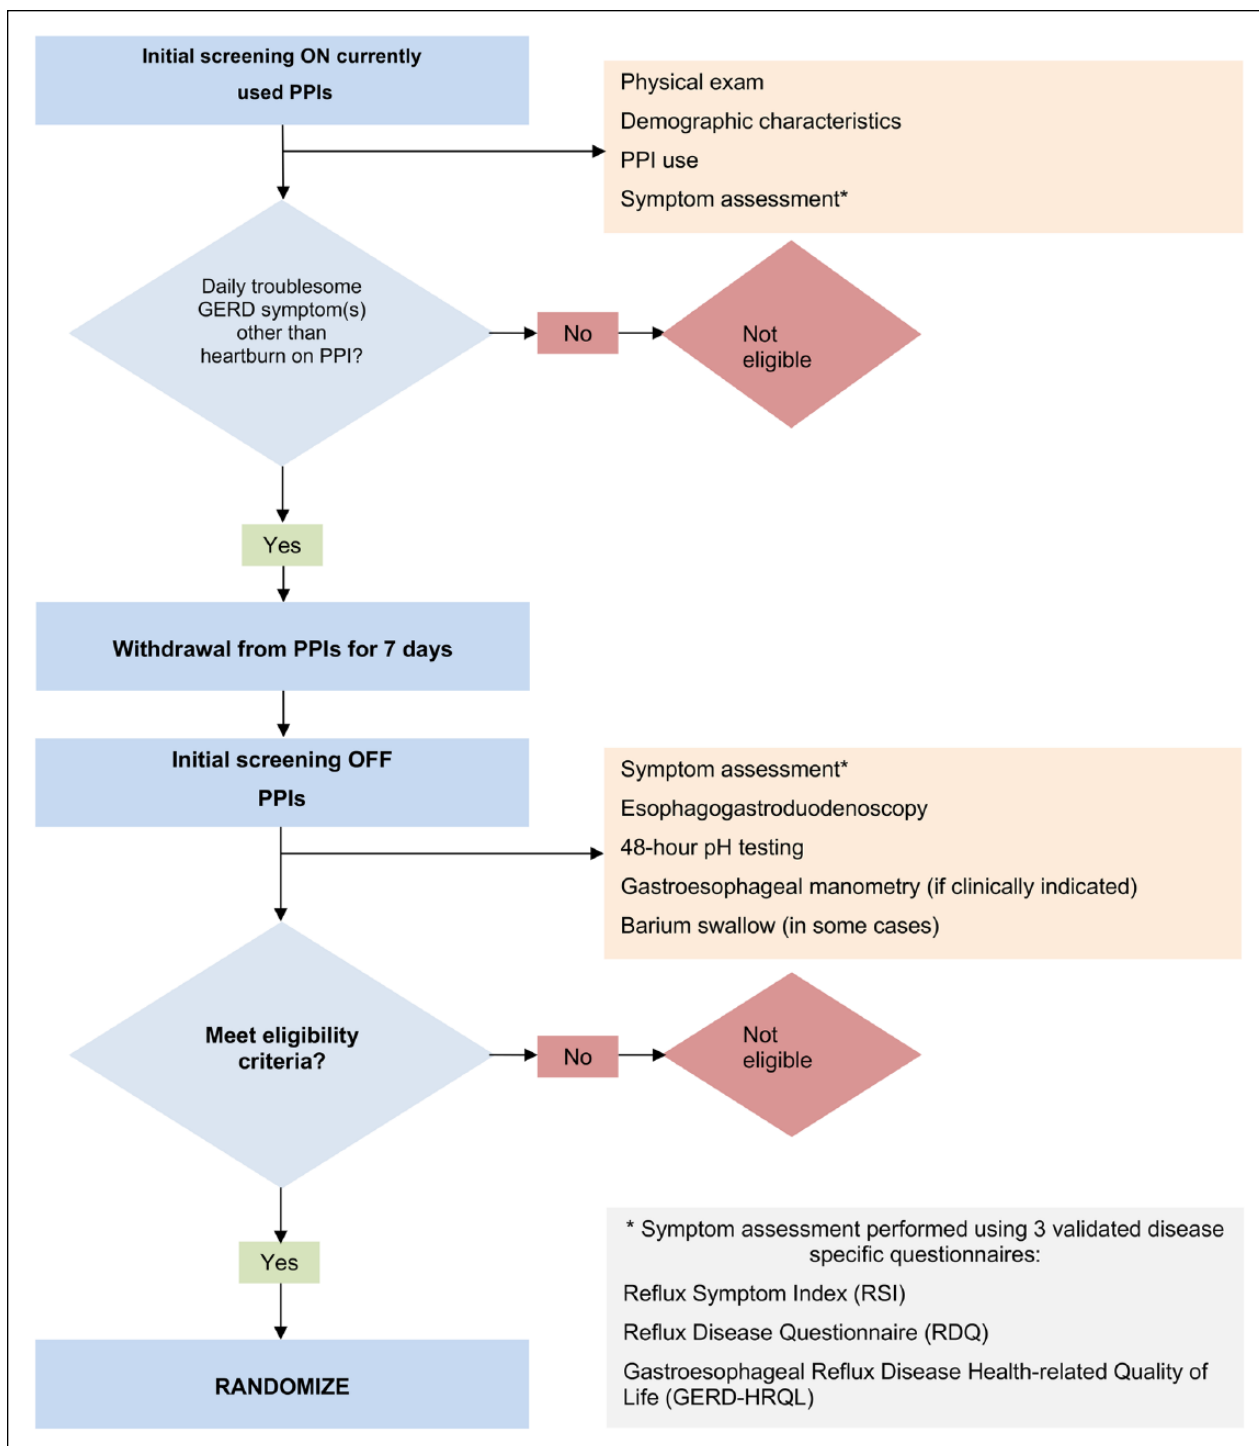 Initial screening ON currently
used PPIs
Physical exam
Demographic characteristics
PPI use
Symptom assessment*
Daily troublesome
GERD symptom(s)
other than
heartburn on PPI?
No
Not
eligible
Yes
Withdrawal from PPIs for 7 days
Initial screening OFF
PPIs
Symptom assessment*
Esophagogastroduodenoscopy
48-hour pH testing
Gastroesophageal manometry (if clinically indicated)
Barium swallow (in some cases)
Meet eligibility
criteria?
No
Not
eligible
Yes
RANDOMIZE
* Symptom assessment performed using 3 validated disease
specific questionnaires:
Reflux Symptom Index (RSI)
Reflux Disease Questionnaire (RDQ)
Gastroesophageal Reflux Disease Health-related Quality of
Life (GERD-HRQL)